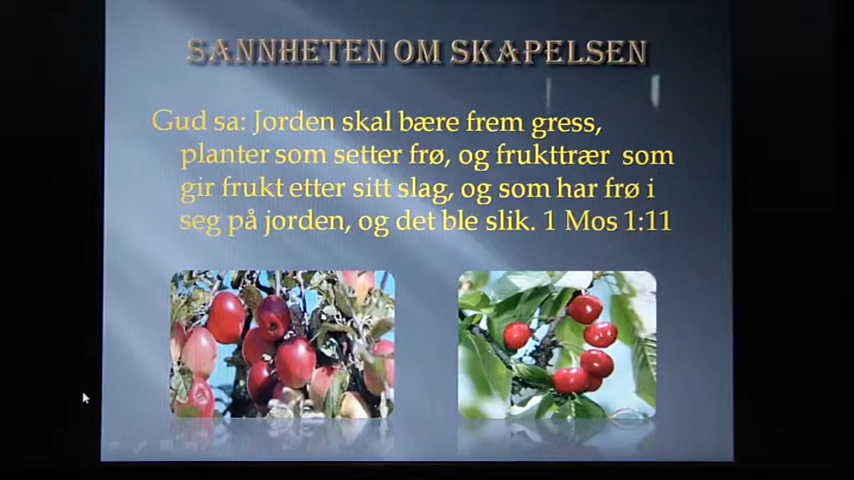 SANNHETEN OM SKAPELSEN
Gud sa: Jorden skal bære frem gress,
planter som setter frø, og frukttrær som
gir frukt etter sitt slag, og som har frø i
seg på jorden, og det ble slik. 1 Mos 1:11